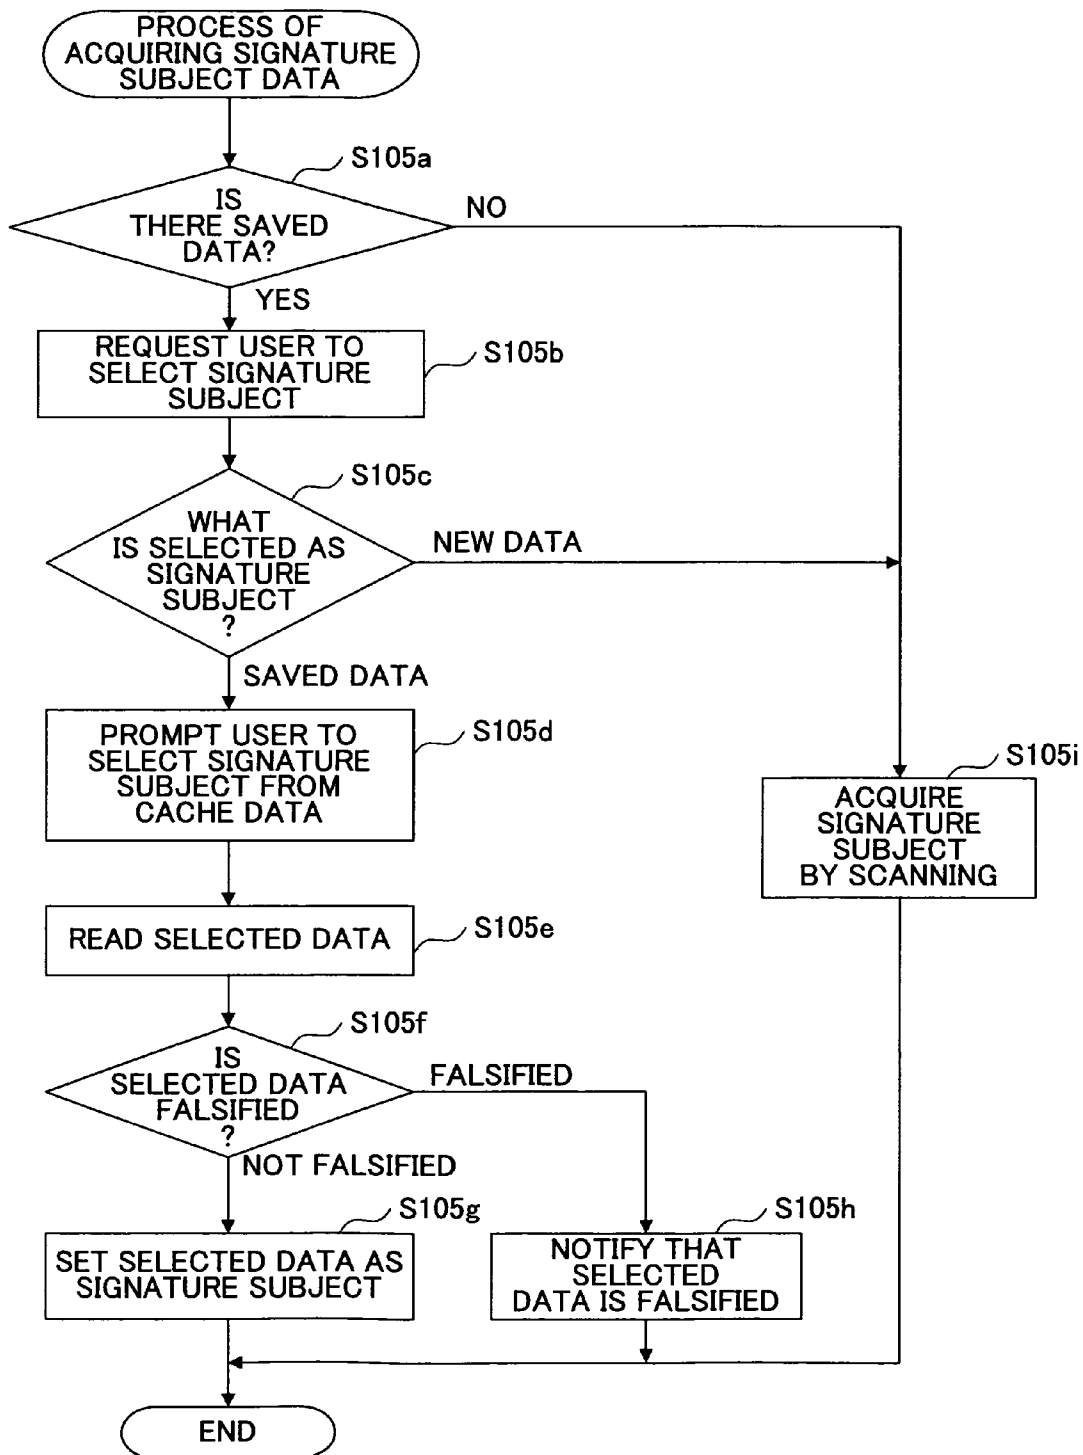 PROCESS OF
ACQUIRING SIGNATURE
SUBJECT DATA
S105a
IS
THERE SAVED
DATA?
NO
YES
REQUEST USER TO
SELECT SIGNATURE
SUBJECT
S105b
S105c
WHAT
IS SELECTED AS
SIGNATURE
SUBJECT
?
NEW DATA
SAVED DATA
PROMPT USER TO
SELECT SIGNATURE
SUBJECT FROM
CACHE DATA
S105d
S105i
ACQUIRE
SIGNATURE
SUBJECT
BY SCANNING
READ SELECTED DATA
S105e
S105f
IS
SELECTED DATA
FALSIFIED
?
FALSIFIED
NOT FALSIFIED
S105g
SET SELECTED DATA AS
SIGNATURE SUBJECT
S105h
NOTIFY THAT
SELECTED
DATA IS FALSIFIED
END